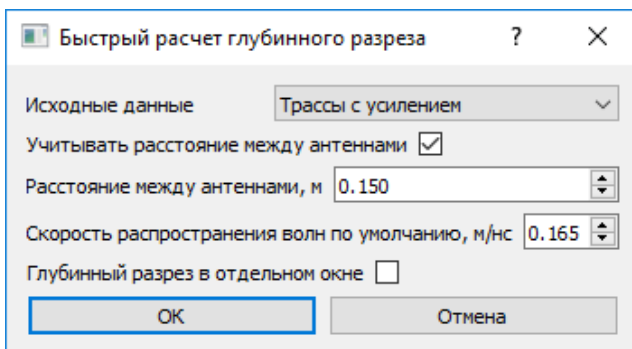 Быстрый расчет глубинного разреза ?
Исходные данные Трассы с усилением
Учитывать расстояние между антеннами
Расстояние между антеннами, м 0.150
Скорость распространения волн по умолчанию, м/нс 0.165
Глубинный разрез в отдельном окне
OK Отмена